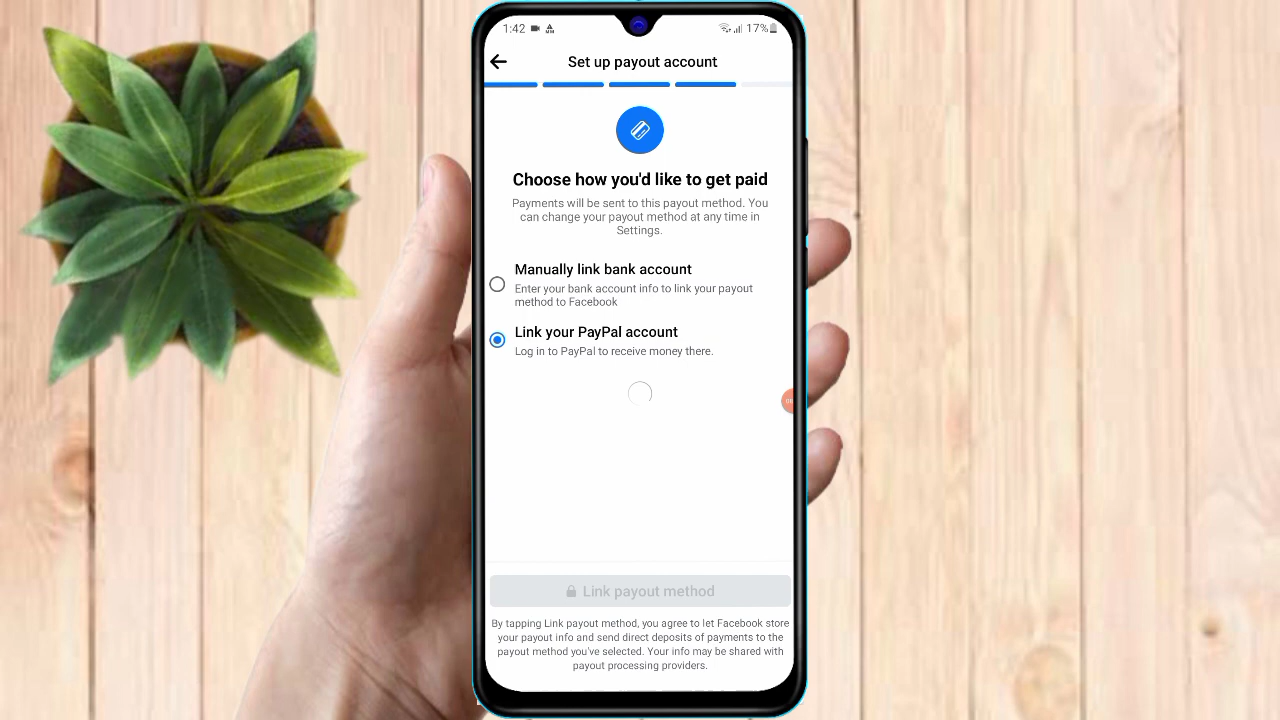 1:42
17%
Set up payout account
Choose how you'd like to get paid
Payments will be sent to this payout method. You
can change your payout method at any time in
Settings.
Manually link bank account
Enter your bank account info to link your payout
method to Facebook
Link your PayPal account
Log in to PayPal to receive money there.
Link payout method
By tapping Link payout method, you agree to let Facebook store
your payout info and send direct deposits of payments to the
payout method you've selected. Your info may be shared with
payout processing providers.